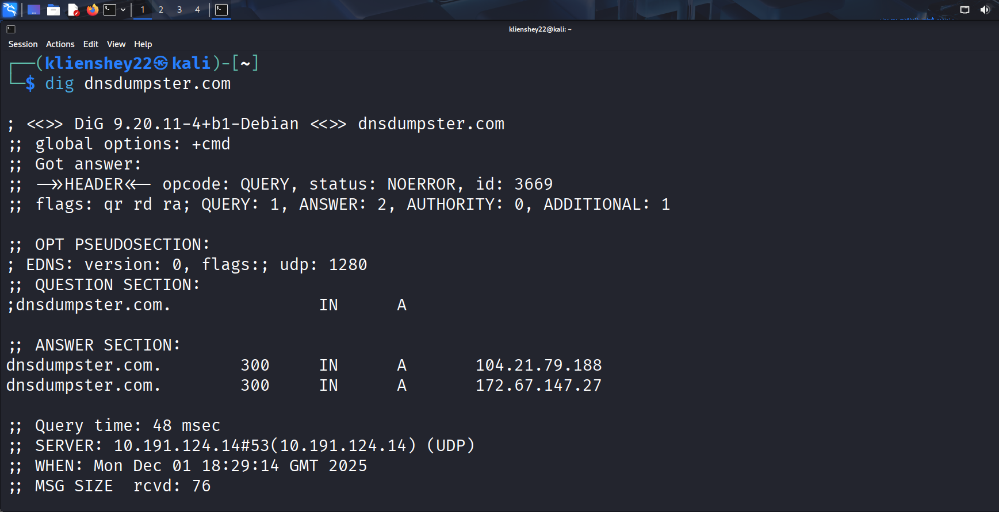 1 2 3 4
klienshey22@kali: ~
Session Actions Edit View Help
┌──(klienshey22㉿kali)-[~]
└─$ dig dnsdumpster.com
; <<>> DiG 9.20.11-4+b1-Debian <<>> dnsdumpster.com
;; global options: +cmd
;; Got answer:
;; ->>HEADER<<- opcode: QUERY, status: NOERROR, id: 3669
;; flags: qr rd ra; QUERY: 1, ANSWER: 2, AUTHORITY: 0, ADDITIONAL: 1
;; OPT PSEUDOSECTION:
; EDNS: version: 0, flags:; udp: 1280
;; QUESTION SECTION:
;dnsdumpster.com. IN A
;; ANSWER SECTION:
dnsdumpster.com. 300 IN A 104.21.79.188
dnsdumpster.com. 300 IN A 172.67.147.27
;; Query time: 48 msec
;; SERVER: 10.191.124.14#53(10.191.124.14) (UDP)
;; WHEN: Mon Dec 01 18:29:14 GMT 2025
;; MSG SIZE  rcvd: 76